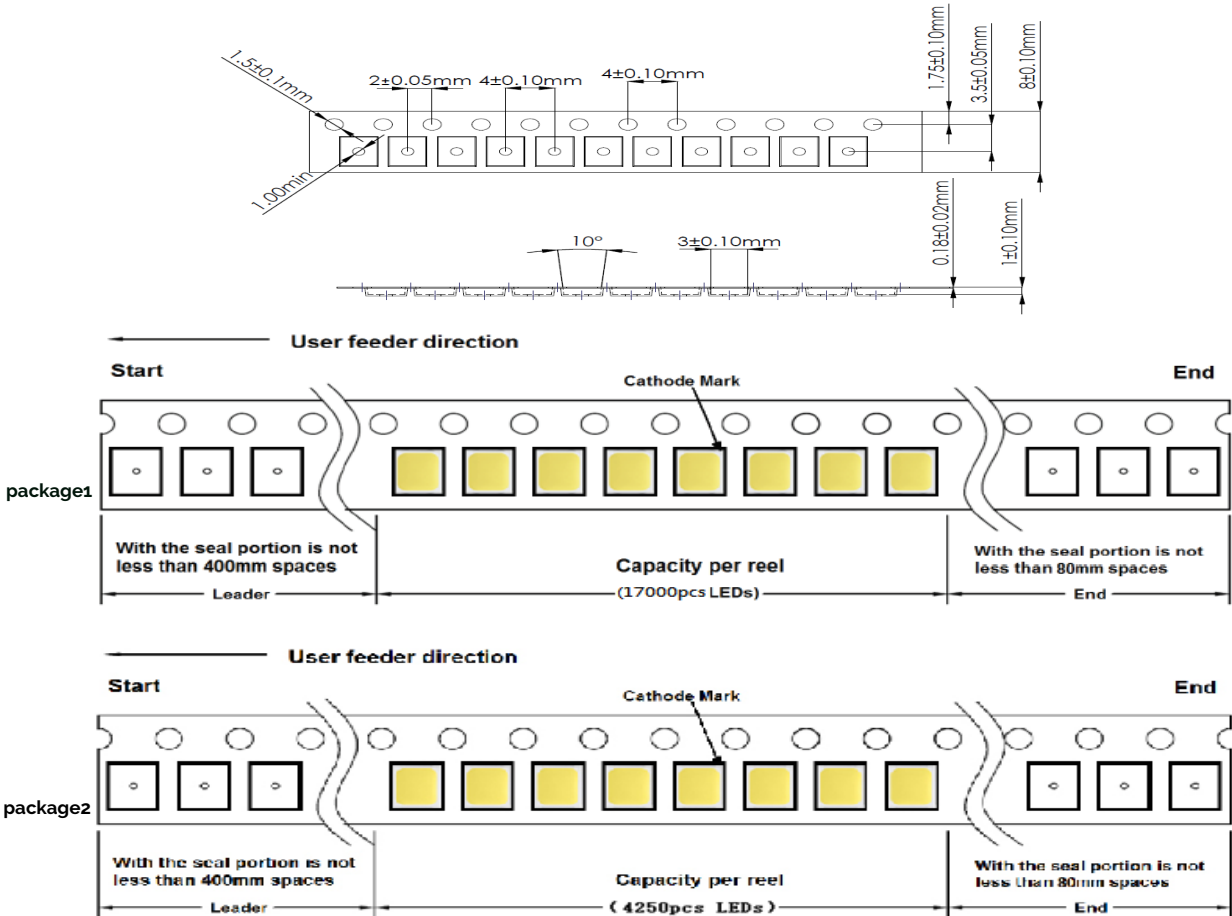 1.5±0.1mm
2±0.05mm
4±0.10mm
4±0.10mm
1.75±0.10mm
3.5±0.05mm
8±0.10mm
1.00min
10°
3±0.10mm
0.18±0.02mm
1±0.10mm
User feeder direction
Start
End
Cathode Mark
package1
With the seal portion is not
less than 400mm spaces
Capacity per reel
With the seal portion is not
less than 80mm spaces
Leader
(17000pcs LEDs)
End
User feeder direction
Start
End
Cathode Mark
package2
With the seal portion is not
less than 400mm spaces
Capacity per reel
With the seal portion is not
less than 80mm spaces
Leader
( 4250pcs LEDs)
End